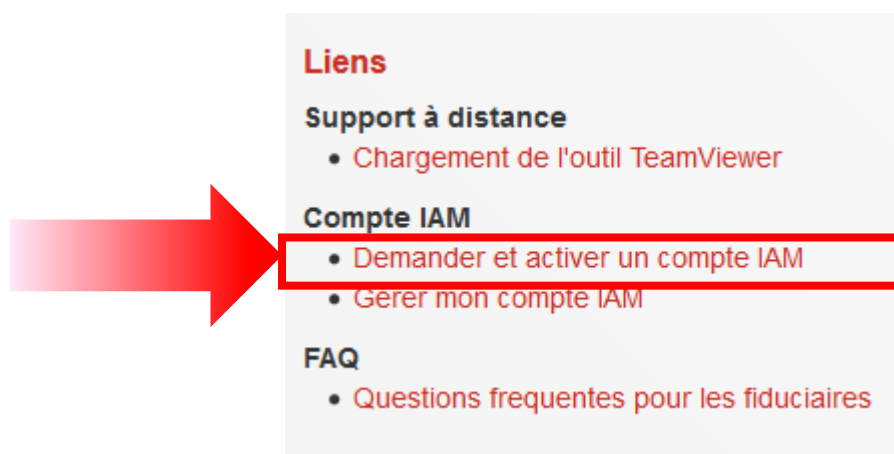 Liens
Support à distance
• Chargement de l'outil TeamViewer
Compte IAM
• Demander et activer un compte IAM
• Gerer mon compte IAM
FAQ
• Questions frequentes pour les fiduciaires